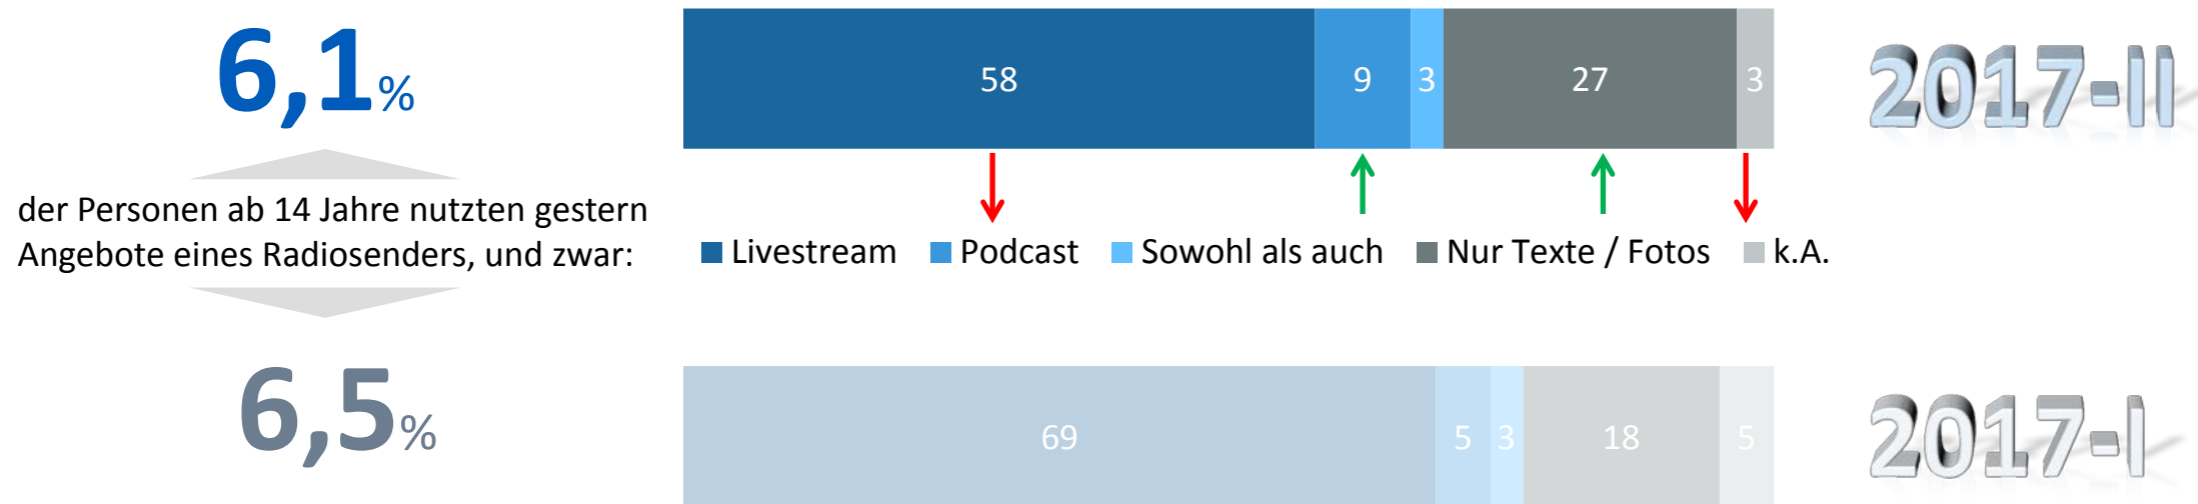 6,1%
58 9 3 27 3
2017-II
der Personen ab 14 Jahre nutzten gestern
Angebote eines Radiosenders, und zwar:
Livestream Podcast Sowohl als auch Nur Texte / Fotos k.A.
6,5%
69 5 3 18 5
2017-I